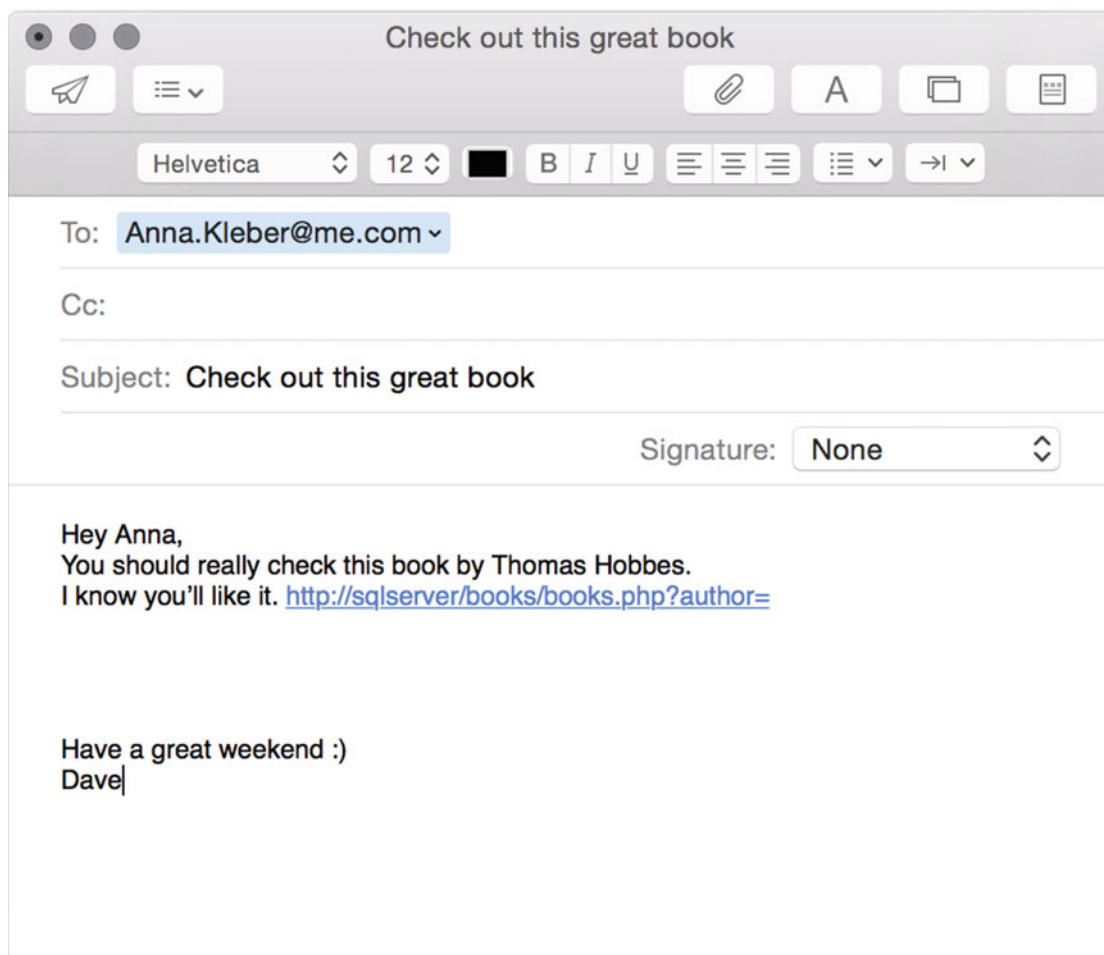 Check out this great book
A
Helvetica 12 B I U
To: Anna.Kleber@me.com
Cc:
Subject: Check out this great book
Signature: None
Hey Anna,
You should really check this book by Thomas Hobbes.
I know you'll like it. http://sqlserver/books/books.php?author=
Have a great weekend :)
Dave